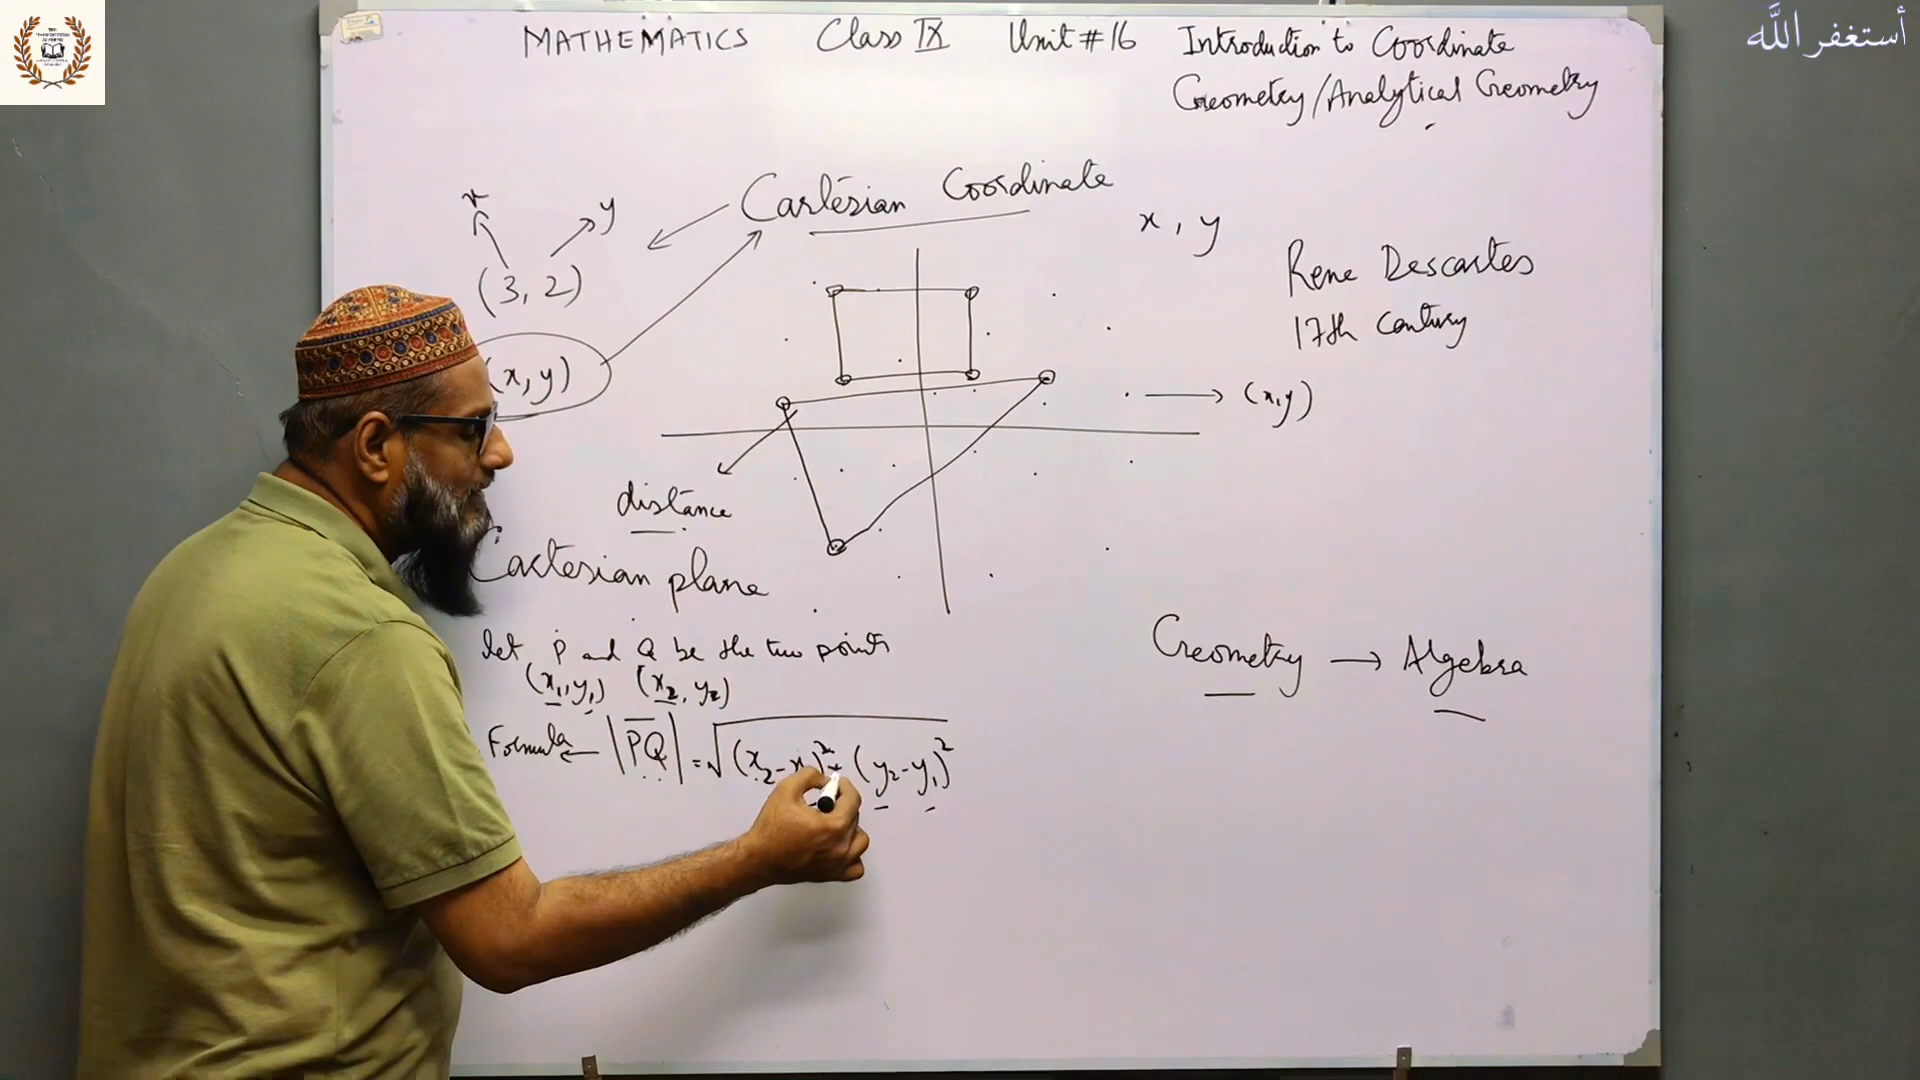 MATHEMATICS Class IX Unit # 16 Introduction to Coordinate
Geometry/Analytical Geometry
أستغفر الله
Cartesian Coordinate
x y
(3, 2)
(x, y)
x, y
Rene Descartes
17th Century
(x,y)
distance
Cartesian plane
let P and Q be the two points
(x₁,y₁) (x₂, y₂)
Formula ← |PQ| = √(x₂-x₁)²+(y₂-y₁)²
Geometry → Algebra